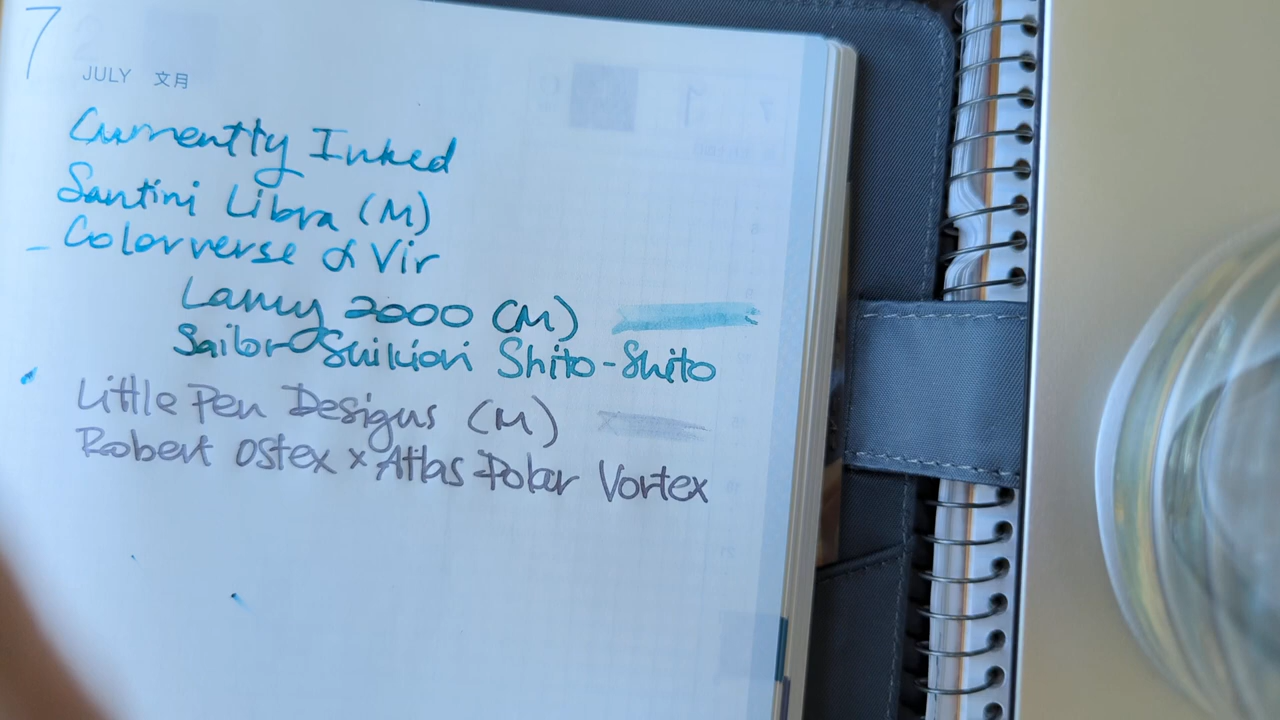 7
JULY 文月
Currently Inked
Santini Libra (M)
- Colorverse α Vir
Lamy 2000 (M)
Sailor Shikiori Shito-Shito
Little Pen Designs (M)
Robert Oster x Atlas Polar Vortex